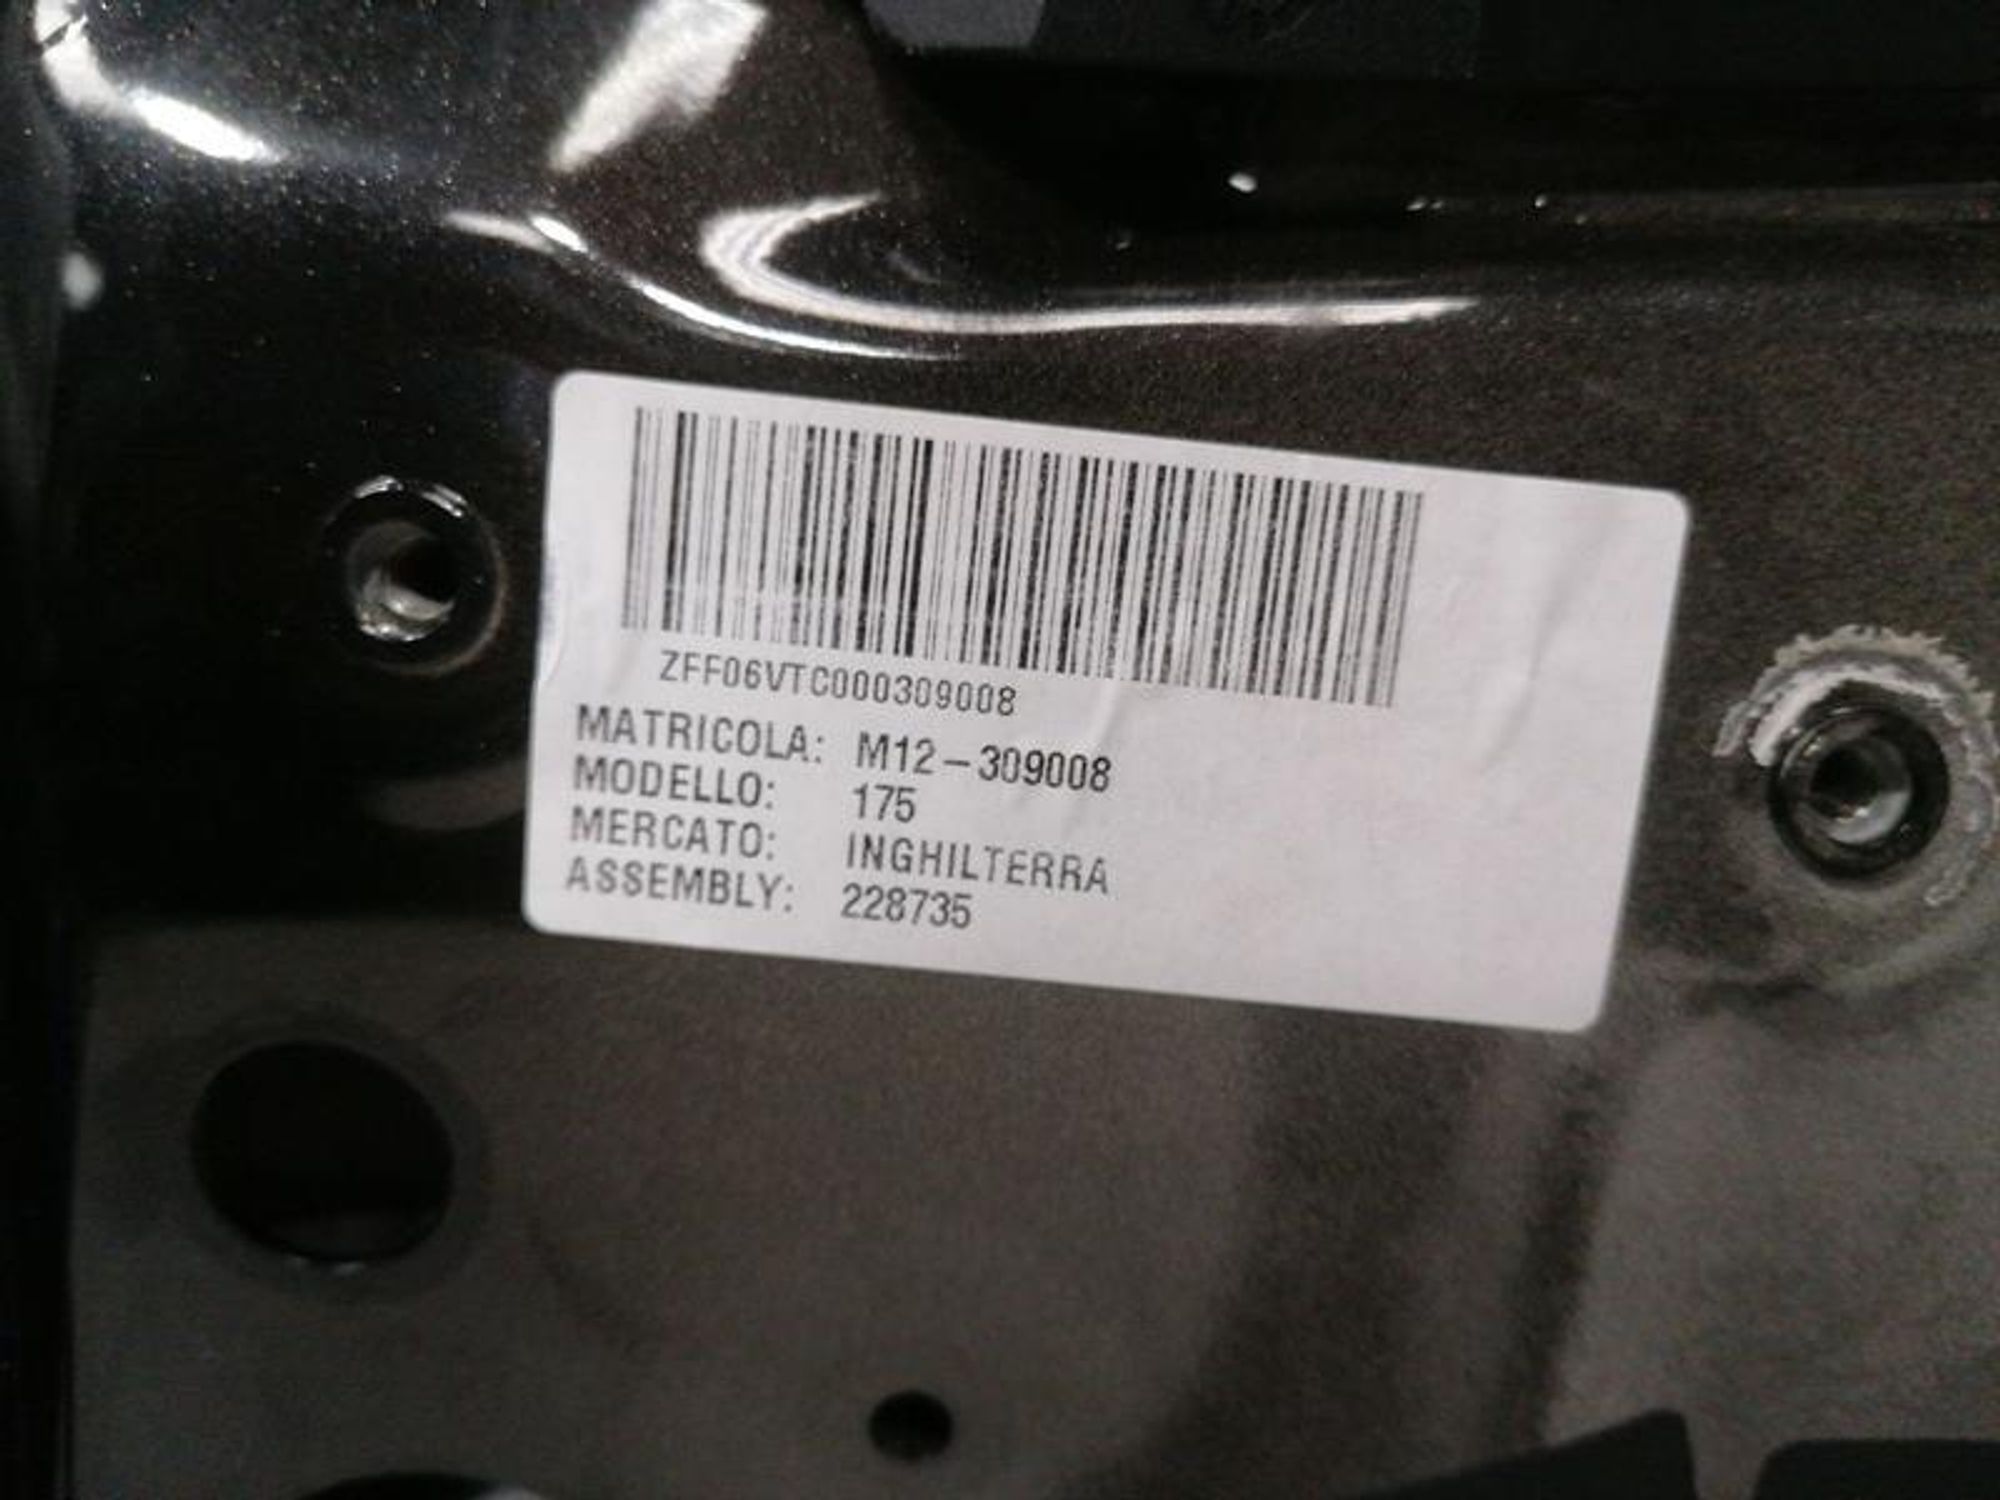 ZFF06VTC000309008
MATRICOLA: M12-309008
MODELLO: 175
MERCATO: INGHILTERRA
ASSEMBLY: 228735